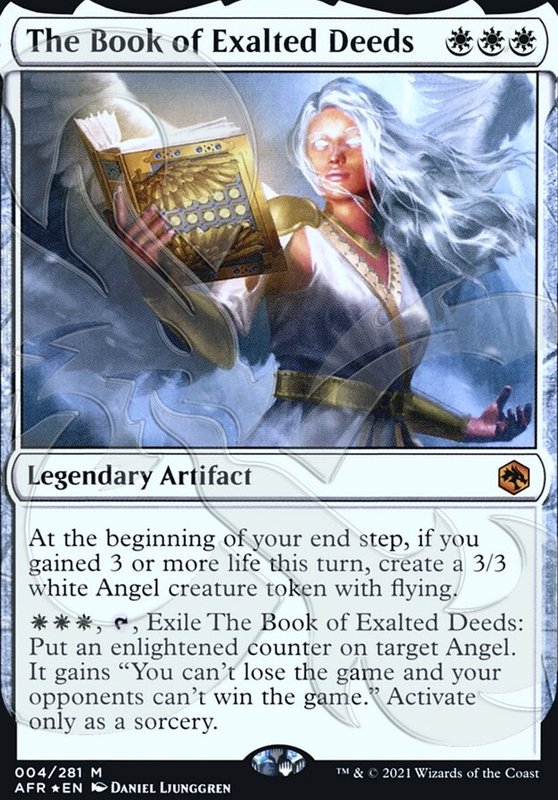 The Book of Exalted Deeds
Legendary Artifact
At the beginning of your end step, if you
gained 3 or more life this turn, create a 3/3
white Angel creature token with flying.
, , Exile The Book of Exalted Deeds:
Put an enlightened counter on target Angel.
It gains “You can’t lose the game and your
opponents can’t win the game.” Activate
only as a sorcery.
004/281 M
AFR ★ EN DANIEL LJUNGGREN
™ & © 2021 Wizards of the Coast